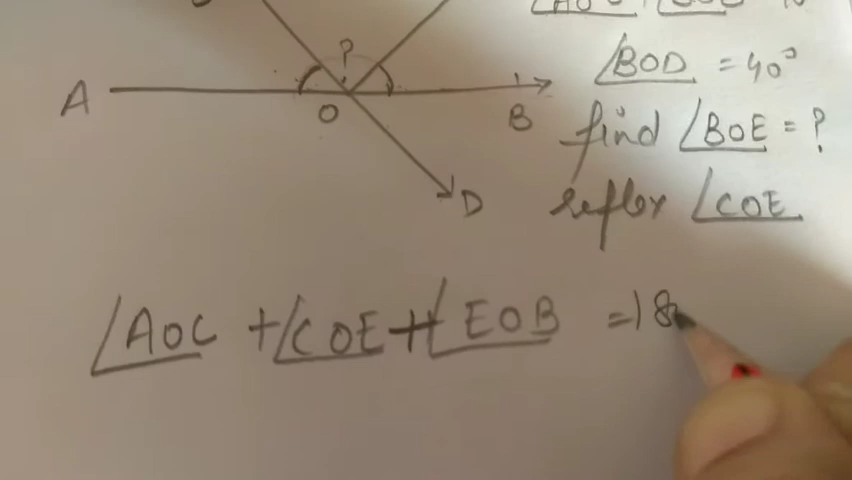 ?
∠BOD = 40°
A
O
B
find ∠BOE = ?
D
reflex ∠COE
∠AOC + ∠COE + ∠EOB = 18